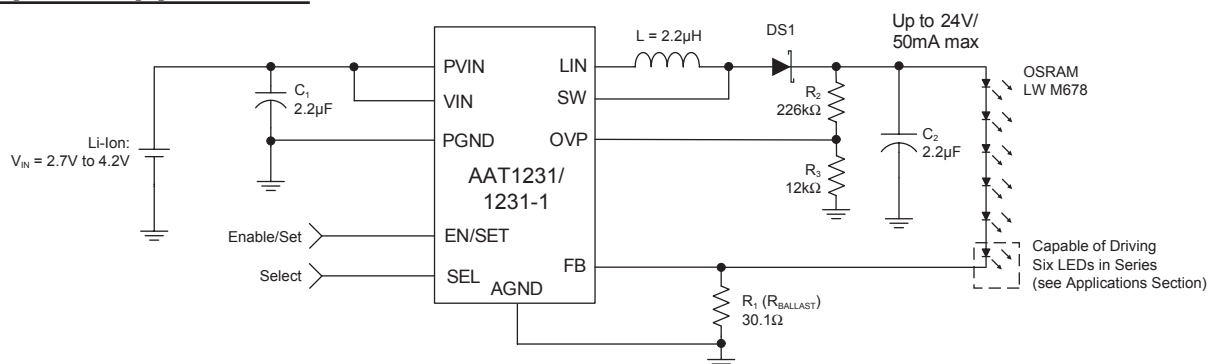 Up to 24V/
50mA max
DS1
L = 2.2µH
OSRAM
LW M678
PVIN
LIN
C₁
2.2µF
VIN
SW
R₂
226kΩ
Li-Ion:
V_IN = 2.7V to 4.2V
PGND
OVP
C₂
2.2µF
R₃
12kΩ
AAT1231/
1231-1
Enable/Set
EN/SET
Select
SEL
FB
AGND
Capable of Driving
Six LEDs in Series
(see Applications Section)
R₁ (R_BALLAST)
30.1Ω